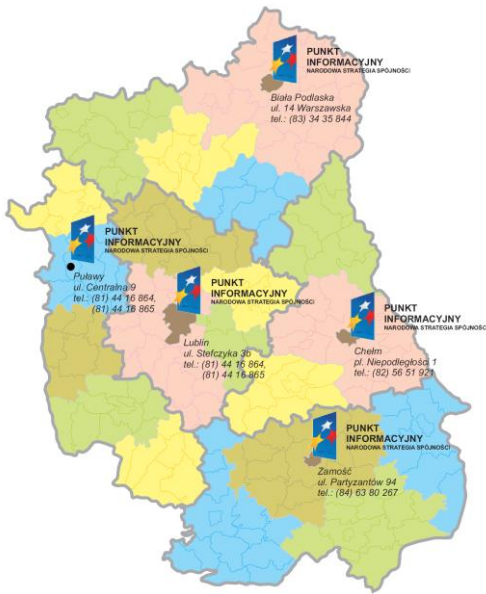 PUNKT
INFORMACYJNY
NARODOWA STRATEGIA SPÓJNOŚCI
Biała Podlaska
ul. 14 Warszawska
tel.: (83) 34 35 844
PUNKT
INFORMACYJNY
NARODOWA STRATEGIA SPÓJNOŚCI
Puławy
ul. Centralna 9
tel.: (81) 44 16 864,
(81) 44 16 865
PUNKT
INFORMACYJNY
NARODOWA STRATEGIA SPÓJNOŚCI
Lublin
ul. Stefczyka 3b
tel.: (81) 44 16 864,
(81) 44 16 865
PUNKT
INFORMACYJNY
NARODOWA STRATEGIA SPÓJNOŚCI
Chełm
pl. Niepodległości 1
tel.: (82) 56 51 921
PUNKT
INFORMACYJNY
NARODOWA STRATEGIA SPÓJNOŚCI
Zamość
ul. Partyzantów 94
tel.: (84) 63 80 267